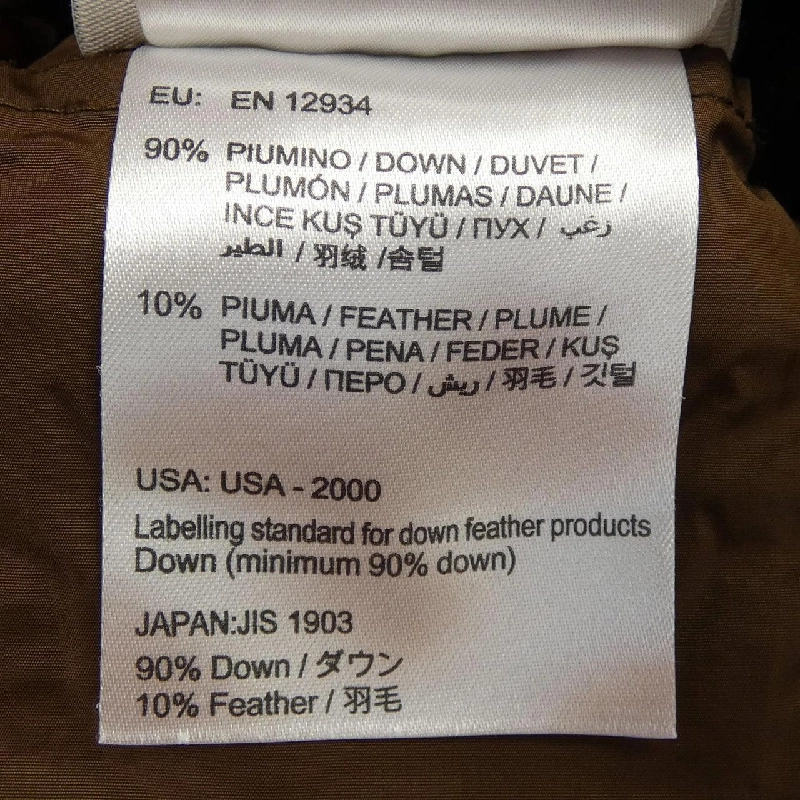 EU: EN 12934
90% PIUMINO / DOWN / DUVET /
PLUMÓN / PLUMAS / DAUNE /
INCE KUŞ TÜYÜ / ПУХ / زغب
الطير / 羽绒 /솜털
10% PIUMA / FEATHER / PLUME /
PLUMA / PENA / FEDER / KUŞ
TÜYÜ / ПЕРО / ريش / 羽毛 / 깃털
USA: USA - 2000
Labelling standard for down feather products
Down (minimum 90% down)
JAPAN:JIS 1903
90% Down / ダウン
10% Feather / 羽毛